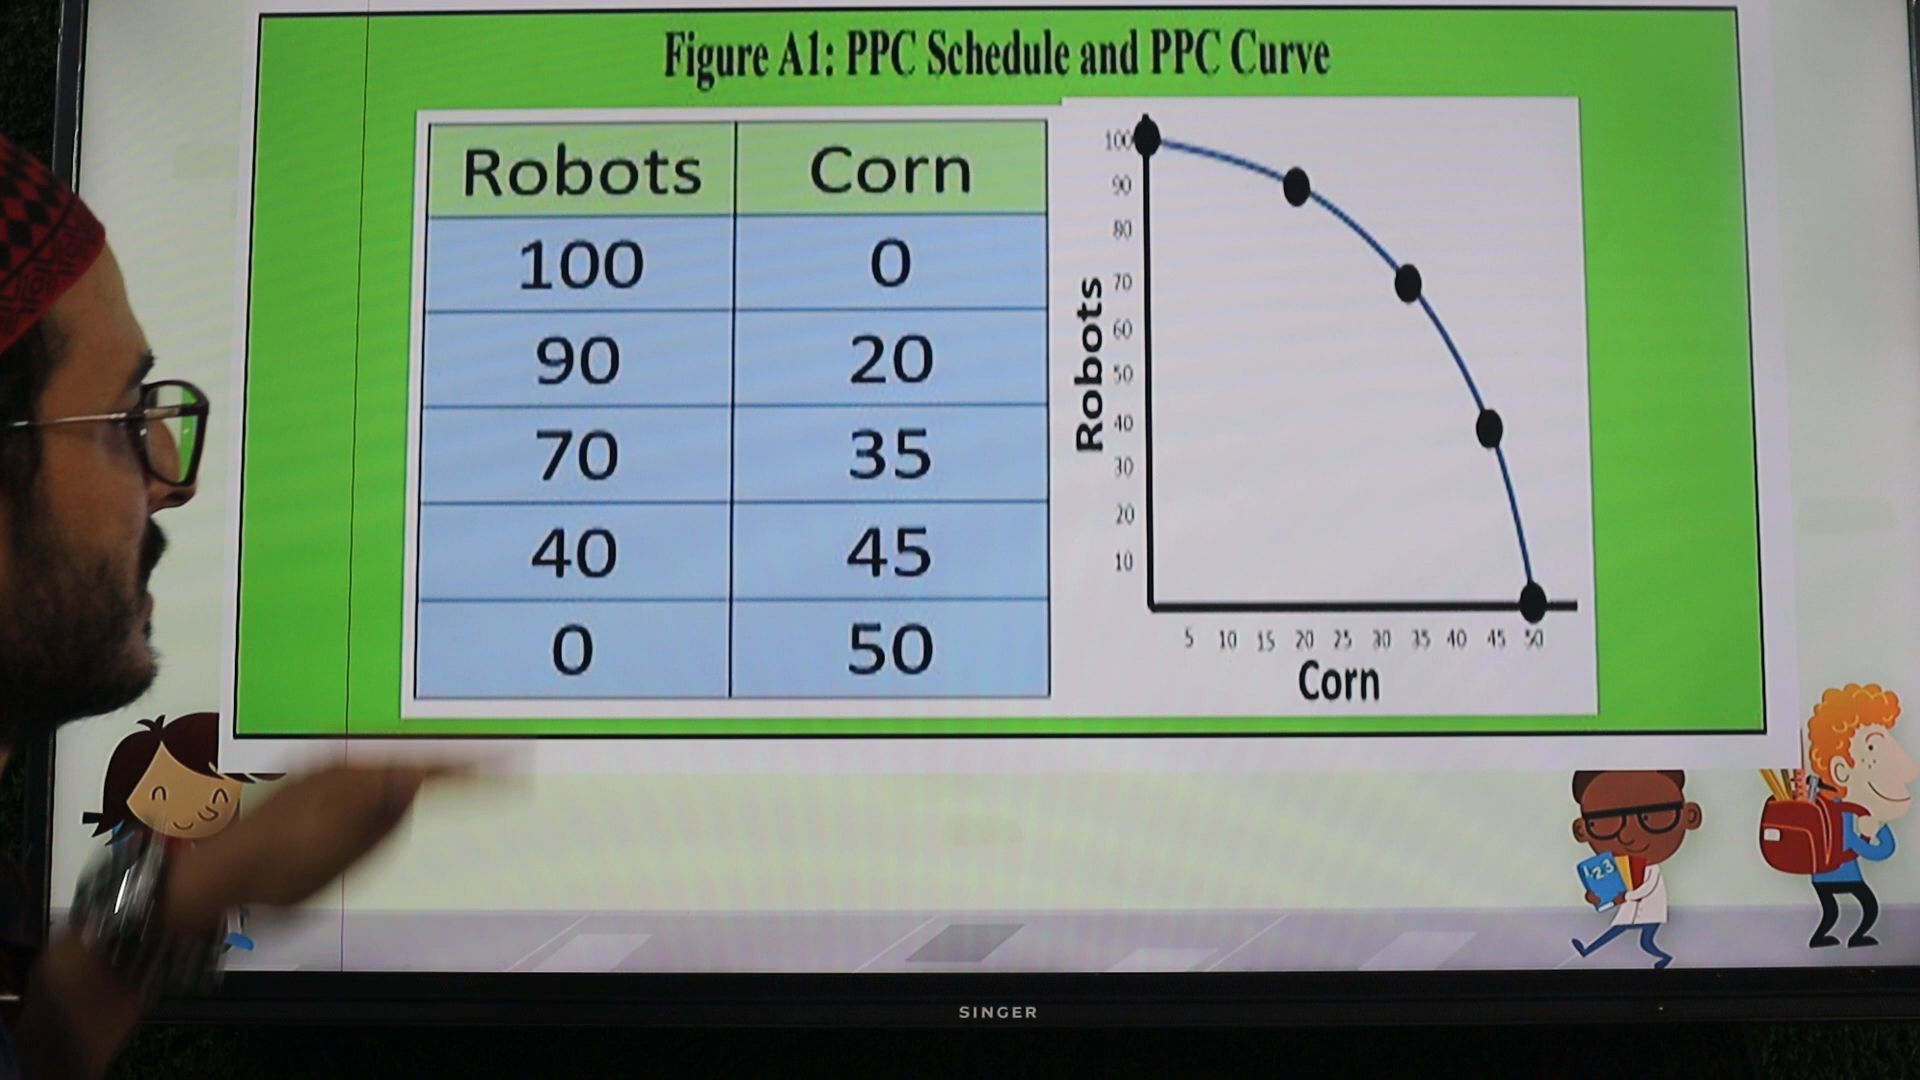 Figure A1: PPC Schedule and PPC Curve
Robots Corn
100 0
90 20
70 35
40 45
0 50
100
90
80
70
60
50
40
30
20
10
Robots
5 10 15 20 25 30 35 40 45 50
Corn
123
SINGER